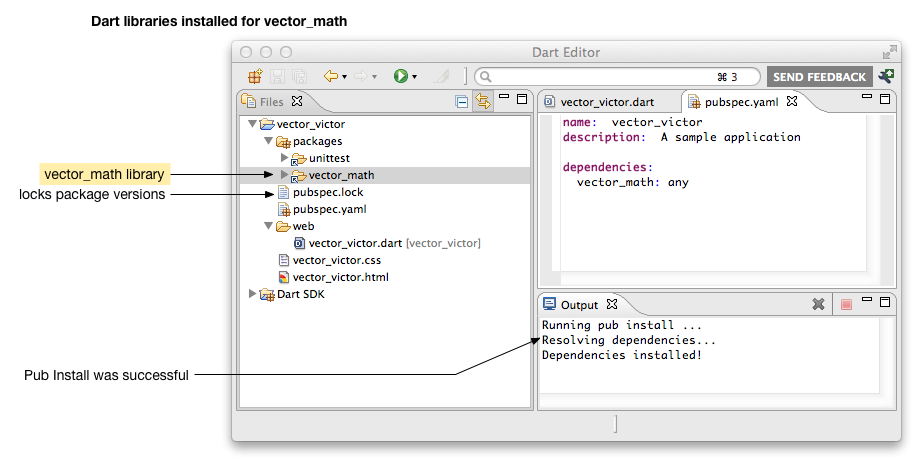 Dart libraries installed for vector_math
Dart Editor
⌘ 3
SEND FEEDBACK
Files
vector_victor
packages
unittest
vector_math
pubspec.lock
pubspec.yaml
web
vector_victor.dart [vector_victor]
vector_victor.css
vector_victor.html
Dart SDK
vector_math library
locks package versions
Pub Install was successful
vector_victor.dart
pubspec.yaml
name:  vector_victor
description:  A sample application
dependencies:
  vector_math: any
Output
Running pub install ...
Resolving dependencies...
Dependencies installed!